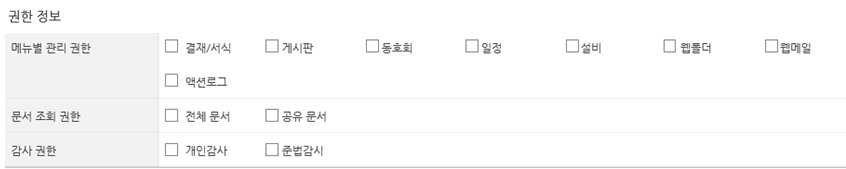 권한 정보
메뉴별 관리 권한 결재/서식 게시판 동호회 일정 설비 웹폴더 웹메일
액션로그
문서 조회 권한 전체 문서 공유 문서
감사 권한 개인감사 준법감시